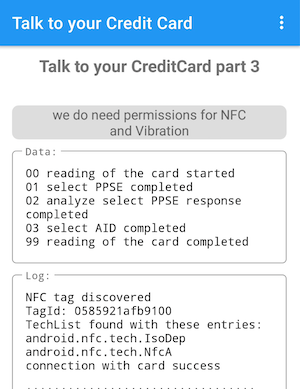 Talk to your Credit Card
Talk to your CreditCard part 3
we do need permissions for NFC
and Vibration
Data:
00 reading of the card started
01 select PPSE completed
02 analyze select PPSE response
completed
03 select AID completed
99 reading of the card completed
Log:
NFC tag discovered
TagId: 0585921afb9100
TechList found with these entries:
android.nfc.tech.IsoDep
android.nfc.tech.NfcA
connection with card success